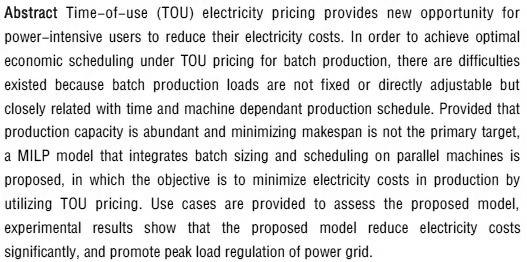 Abstract Time-of-use (TOU) electricity pricing provides new opportunity for
power-intensive users to reduce their electricity costs. In order to achieve optimal
economic scheduling under TOU pricing for batch production, there are difficulties
existed because batch production loads are not fixed or directly adjustable but
closely related with time and machine dependant production schedule. Provided that
production capacity is abundant and minimizing makespan is not the primary target,
a MILP model that integrates batch sizing and scheduling on parallel machines is
proposed, in which the objective is to minimize electricity costs in production by
utilizing TOU pricing. Use cases are provided to assess the proposed model,
experimental results show that the proposed model reduce electricity costs
significantly, and promote peak load regulation of power grid.